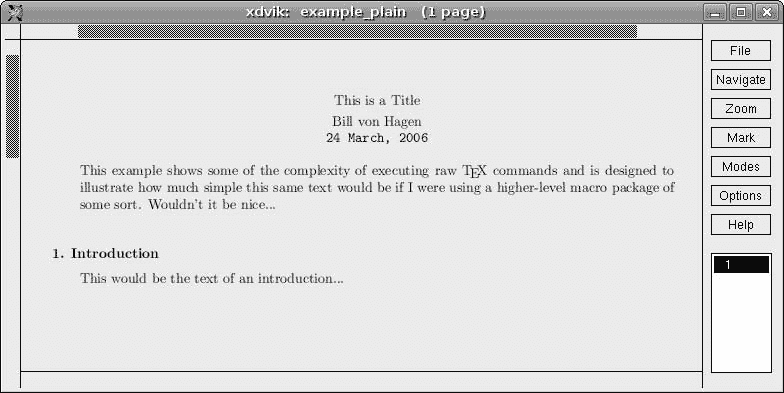 xdvik: example_plain (1 page)
File
Navigate
Zoom
Mark
Modes
Options
Help
1
This is a Title
Bill von Hagen
24 March, 2006
This example shows some of the complexity of executing raw TEX commands and is designed to
illustrate how much simple this same text would be if I were using a higher-level macro package of
some sort. Wouldn't it be nice...
1. Introduction
This would be the text of an introduction...